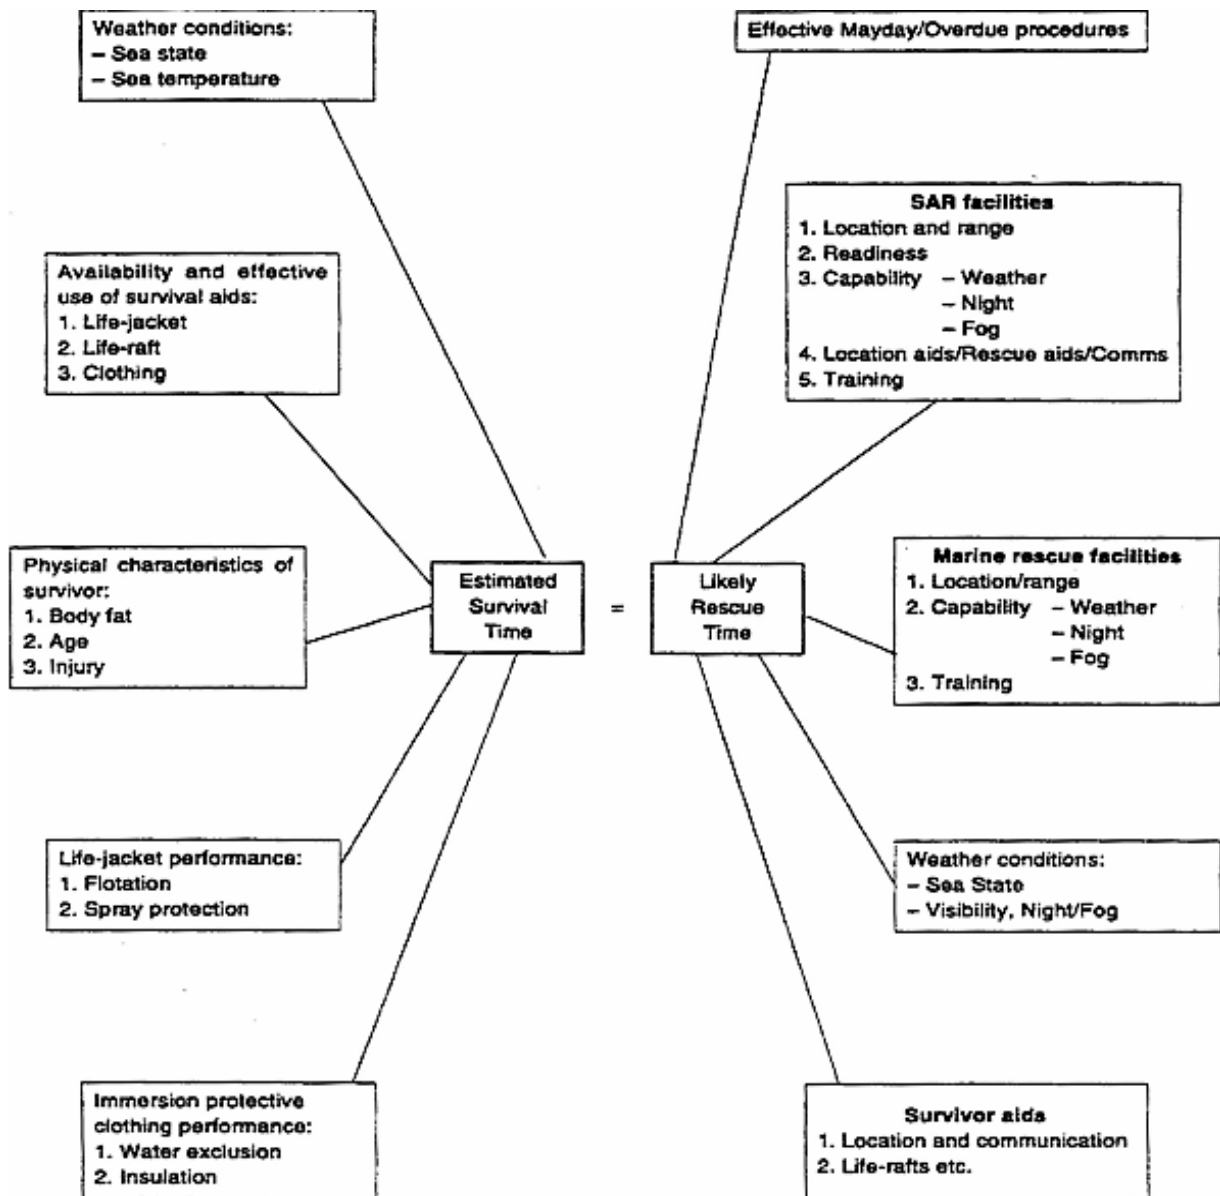 Weather conditions:
– Sea state
– Sea temperature
Availability and effective
use of survival aids:
1. Life-jacket
2. Life-raft
3. Clothing
Physical characteristics of
survivor:
1. Body fat
2. Age
3. Injury
Life-jacket performance:
1. Flotation
2. Spray protection
Immersion protective
clothing performance:
1. Water exclusion
2. Insulation
Estimated
Survival
Time
=
Likely
Rescue
Time
Effective Mayday/Overdue procedures
SAR facilities
1. Location and range
2. Readiness
3. Capability – Weather
– Night
– Fog
4. Location aids/Rescue aids/Comms
5. Training
Marine rescue facilities
1. Location/range
2. Capability – Weather
– Night
– Fog
3. Training
Weather conditions:
– Sea State
– Visibility, Night/Fog
Survivor aids
1. Location and communication
2. Life-rafts etc.